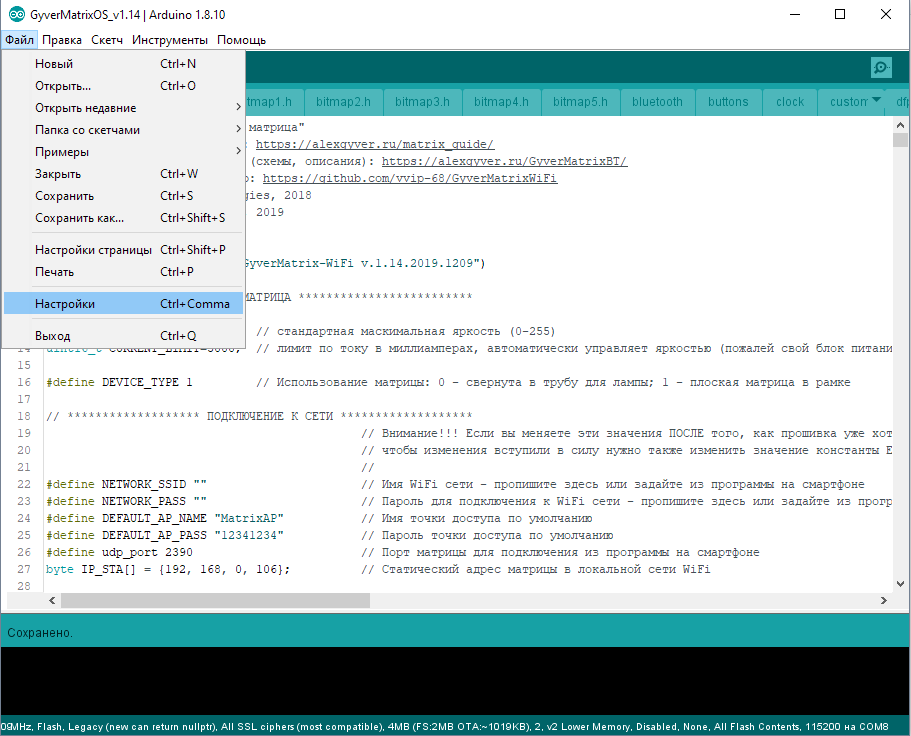 GyverMatrixOS_v1.14 | Arduino 1.8.10
Файл Правка Скетч Инструменты Помощь
Новый Ctrl+N
Открыть... Ctrl+O
Открыть недавние
Папка со скетчами
Примеры
Закрыть Ctrl+W
Сохранить Ctrl+S
Сохранить как... Ctrl+Shift+S
Настройки страницы Ctrl+Shift+P
Печать Ctrl+P
Настройки Ctrl+Comma
Выход Ctrl+Q
tmap1.h bitmap2.h bitmap3.h bitmap4.h bitmap5.h bluetooth buttons clock custom dfp
матрица"
: https://alexgyver.ru/matrix_guide/
(схемы, описания): https://alexgyver.ru/GyverMatrixBT/
о: https://github.com/vvip-68/GyverMatrixWiFi
gies, 2018
2019
GyverMatrix-WiFi v.1.14.2019.1209")
МАТРИЦА *************************
// стандартная маскимальная яркость (0-255)
14 // лимит по току в миллиамперах, автоматически управляет яркостью (пожалей свой блок питани
15
16 #define DEVICE_TYPE 1 // Использование матрицы: 0 - свернута в трубу для лампы; 1 - плоская матрица в рамке
17
18 // ******************* ПОДКЛЮЧЕНИЕ К СЕТИ *******************
19 // Внимание!!! Если вы меняете эти значения ПОСЛЕ того, как прошивка уже хот
20 // чтобы изменения вступили в силу нужно также изменить значение константы E
21 //
22 #define NETWORK_SSID "" // Имя WiFi сети - пропишите здесь или задайте из программы на смартфоне
23 #define NETWORK_PASS "" // Пароль для подключения к WiFi сети - пропишите здесь или задайте из прогр
24 #define DEFAULT_AP_NAME "MatrixAP" // Имя точки доступа по умолчанию
25 #define DEFAULT_AP_PASS "12341234" // Пароль точки доступа по умолчанию
26 #define udp_port 2390 // Порт матрицы для подключения из программы на смартфоне
27 byte IP_STA[] = {192, 168, 0, 106}; // Статический адрес матрицы в локальной сети WiFi
28
Сохранено.
09MHz, Flash, Legacy (new can return nullptr), All SSL ciphers (most compatible), 4MB (FS:2MB OTA:~1019KB), 2, v2 Lower Memory, Disabled, None, All Flash Contents, 115200 на COM8